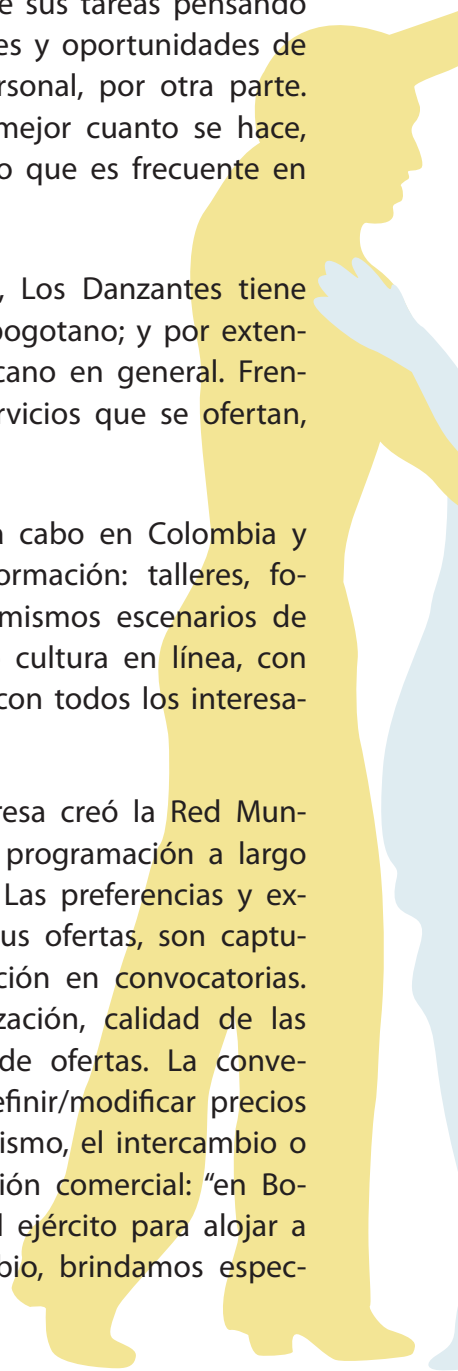 e sus tareas pensando
es y oportunidades de
rsonal, por otra parte.
mejor cuanto se hace,
o que es frecuente en
, Los Danzantes tiene
bogotano; y por exten-
cano en general. Fren-
rvicios que se ofertan,
a cabo en Colombia y
ormación: talleres, fo-
mismos escenarios de
cultura en línea, con
con todos los interesa-
resa creó la Red Mun-
programación a largo
Las preferencias y ex-
us ofertas, son captu-
ción en convocatorias.
zación, calidad de las
de ofertas. La conve-
efinir/modificar precios
ismo, el intercambio o
ción comercial: “en Bo-
l ejército para alojar a
bio, brindamos espec-